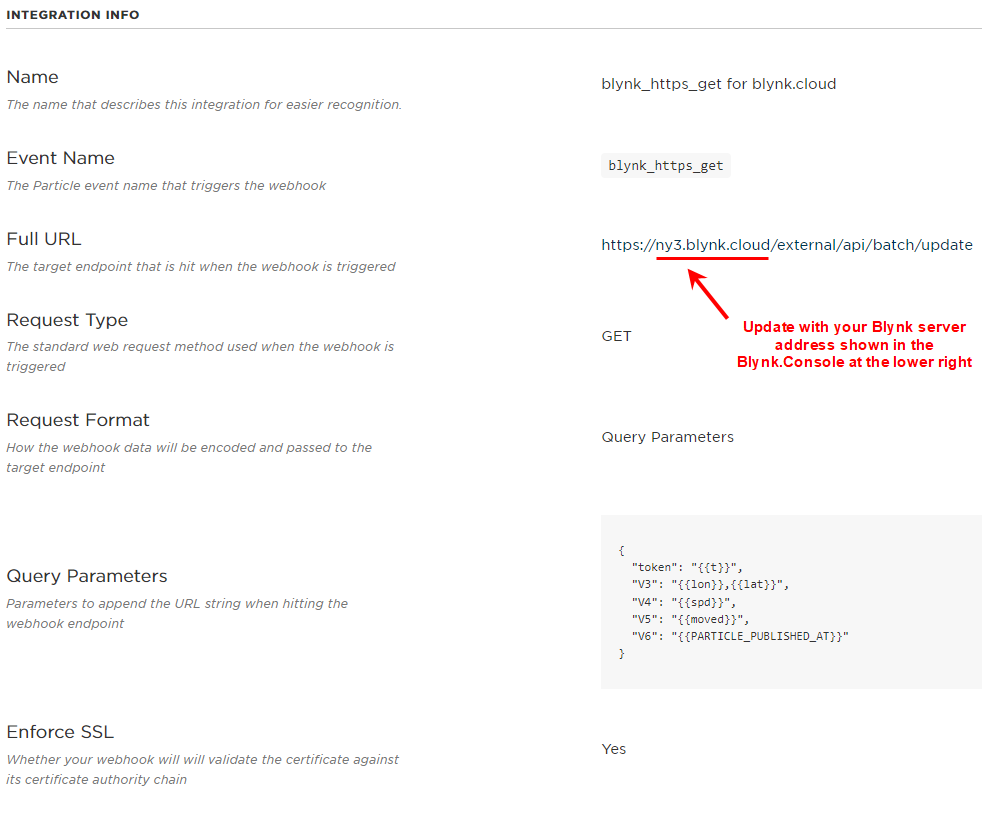 INTEGRATION INFO
Name
The name that describes this integration for easier recognition.
blynk_https_get for blynk.cloud
Event Name
The Particle event name that triggers the webhook
blynk_https_get
Full URL
The target endpoint that is hit when the webhook is triggered
https://ny3.blynk.cloud/external/api/batch/update
Update with your Blynk server
address shown in the
Blynk.Console at the lower right
Request Type
The standard web request method used when the webhook is
triggered
GET
Request Format
How the webhook data will be encoded and passed to the
target endpoint
Query Parameters
Query Parameters
Parameters to append the URL string when hitting the
webhook endpoint
{
"token": "{{t}}",
"V3": "{{lon}},{{lat}}",
"V4": "{{spd}}",
"V5": "{{moved}}",
"V6": "{{PARTICLE_PUBLISHED_AT}}"
}
Enforce SSL
Whether your webhook will will validate the certificate against
its certificate authority chain
Yes